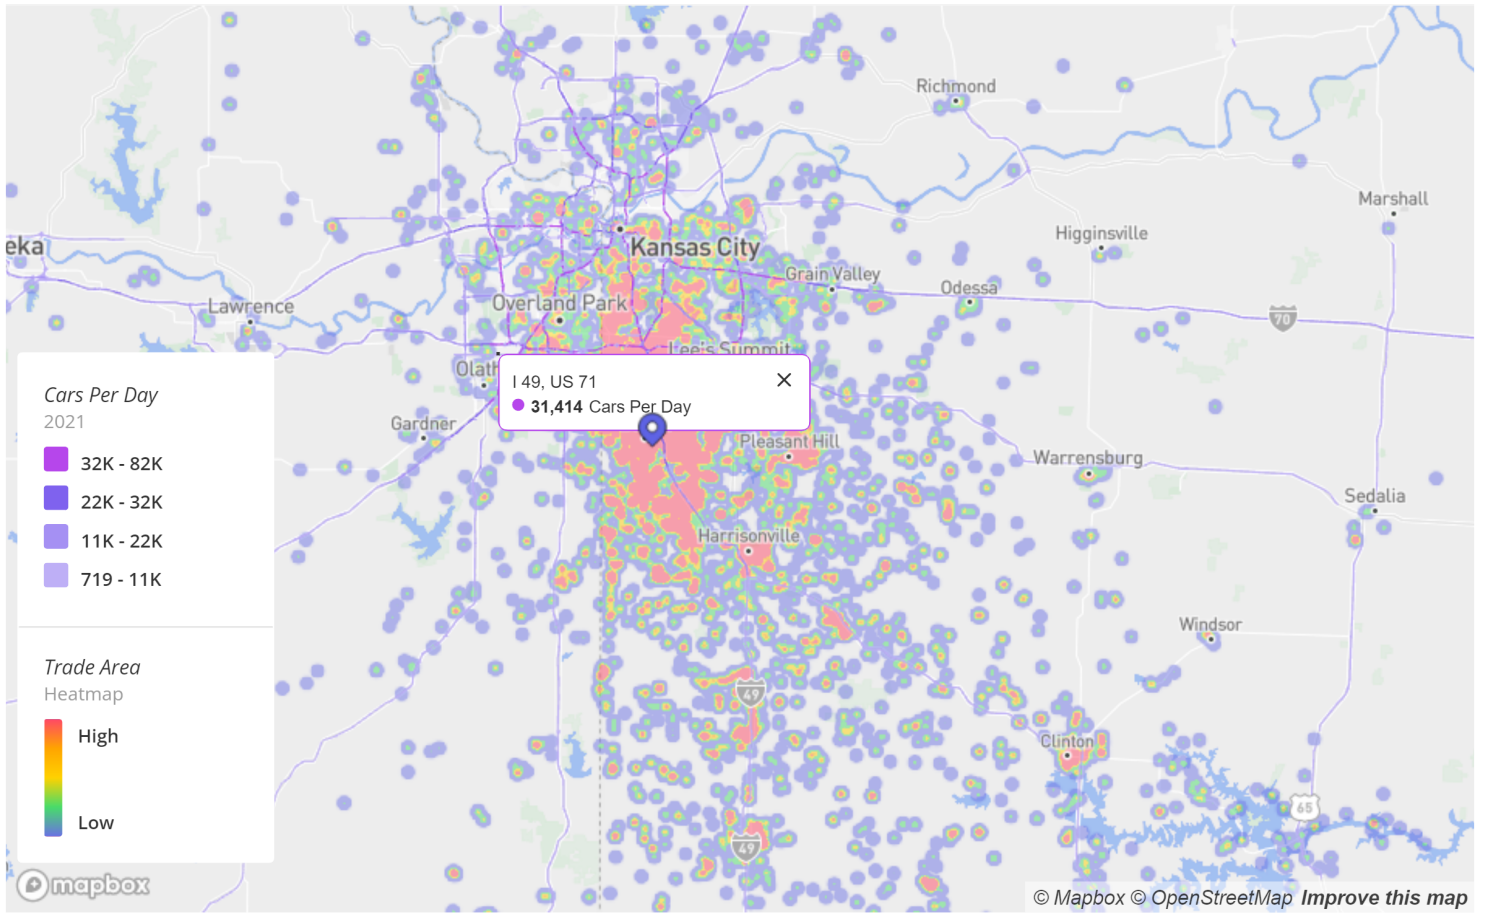 Richmond
Marshall
Higginsville
eka
Kansas City
Grain Valley
Odessa
Lawrence
Overland Park
70
Lee's Summit
Olath
I 49, US 71
31,414 Cars Per Day
Gardner
Pleasant Hill
Warrensburg
Sedalia
Harrisonville
Windsor
49
Clinton
65
49
Cars Per Day
2021
32K - 82K
22K - 32K
11K - 22K
719 - 11K
Trade Area
Heatmap
High
Low
mapbox
© Mapbox © OpenStreetMap Improve this map